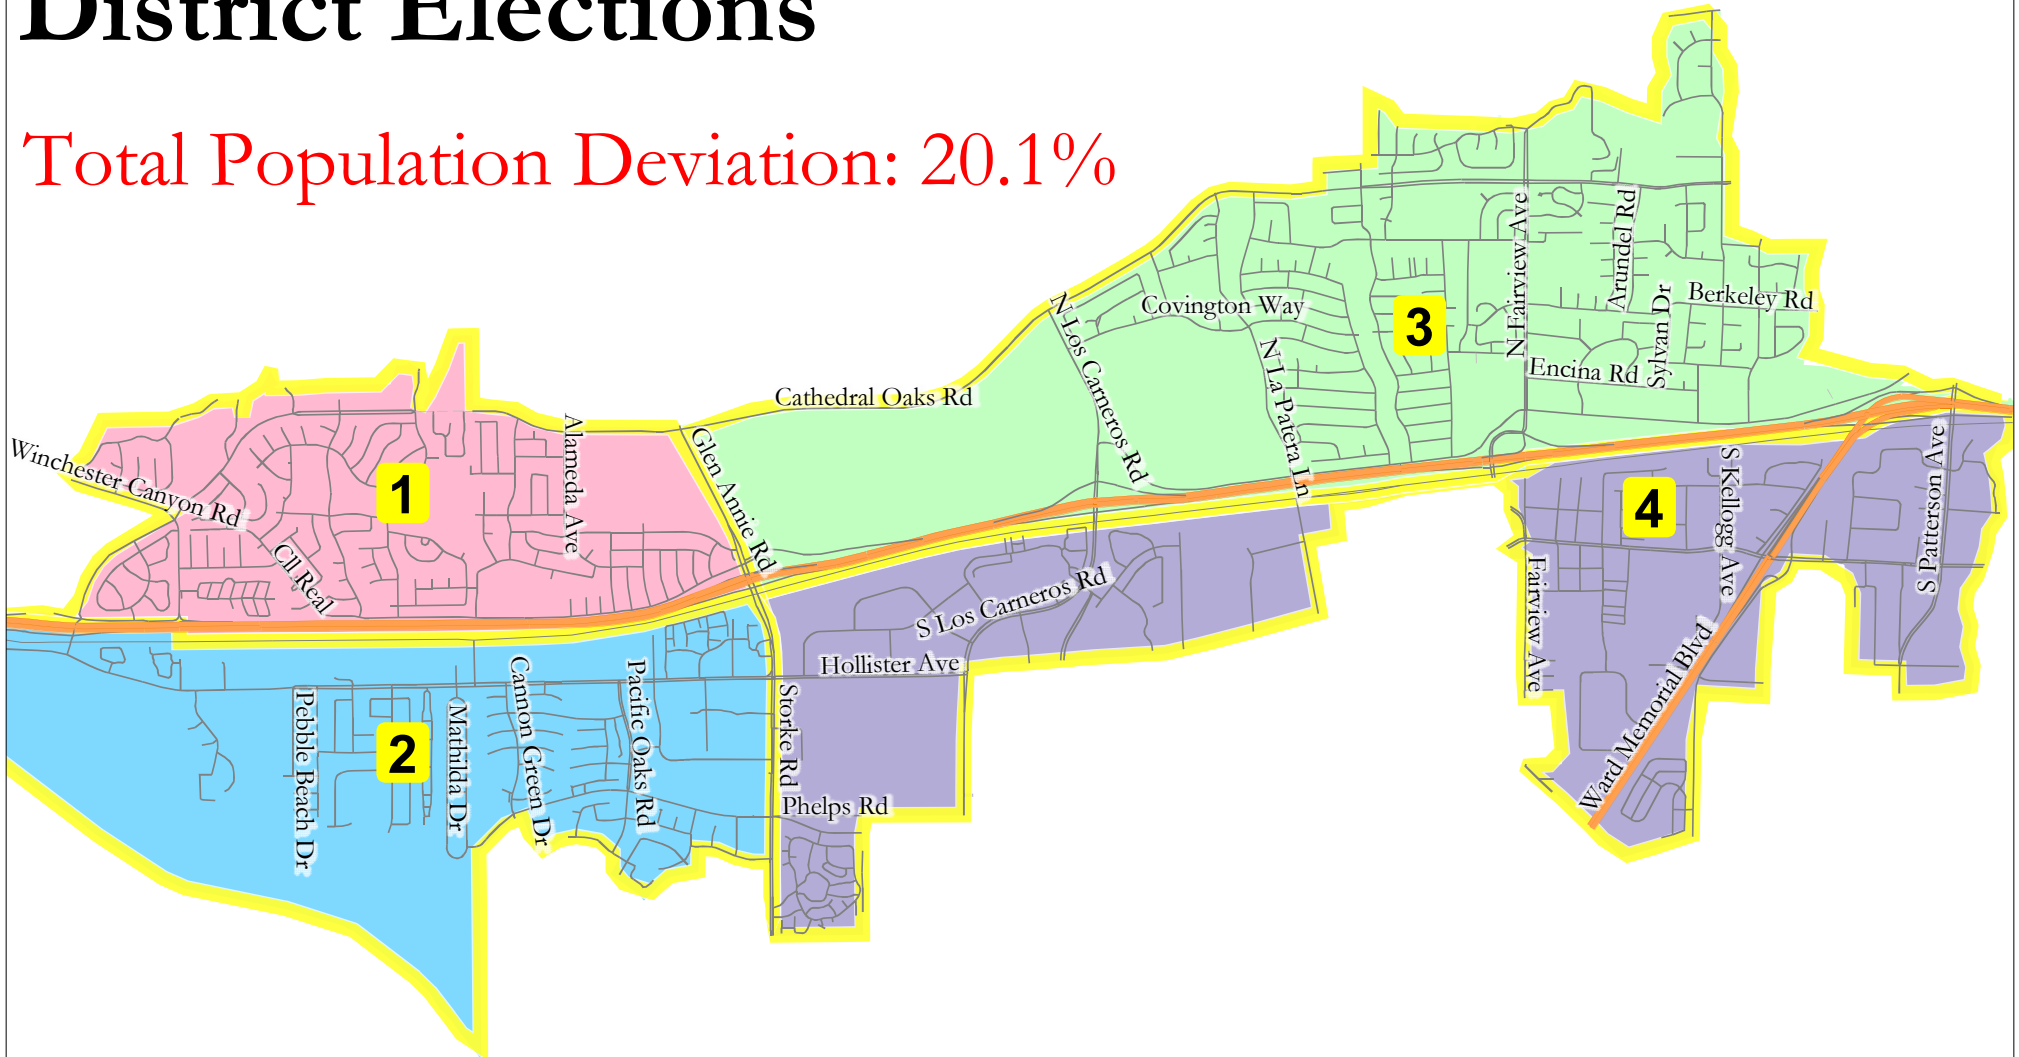 District Elections
Total Population Deviation: 20.1%
N Fairview Ave
Arundel Rd
Sylvan Dr
Berkeley Rd
Covington Way
3
N Los Carneros Rd
N La Patera Ln
Encina Rd
Cathedral Oaks Rd
Alameda Ave
Glen Annie Rd
Winchester Canyon Rd
1
Cll Real
4
S Kellogg Ave
S Patterson Ave
S Los Carneros Rd
Fairview Ave
Hollister Ave
Ward Memorial Blvd
Pebble Beach Dr
2
Mathilda Dr
Cannon Green Dr
Pacific Oaks Rd
Storke Rd
Phelps Rd